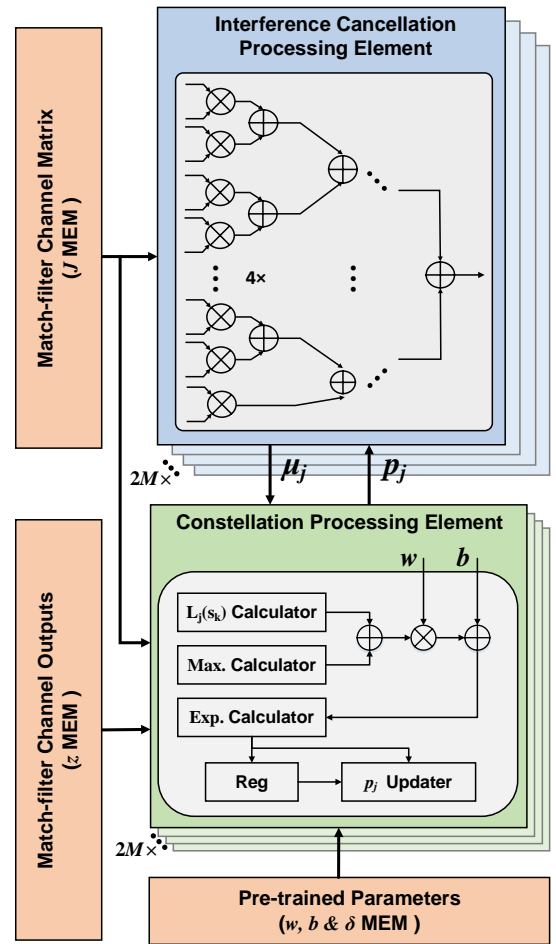 Interference Cancellation
Processing Element
Match-filter Channel Matrix
(J MEM )
4×
2M×
μj
pj
Constellation Processing Element
w
b
Lj(sk) Calculator
Max. Calculator
Exp. Calculator
Reg
pj Updater
Match-filter Channel Outputs
(z MEM )
2M×
Pre-trained Parameters
(w, b & δ MEM )